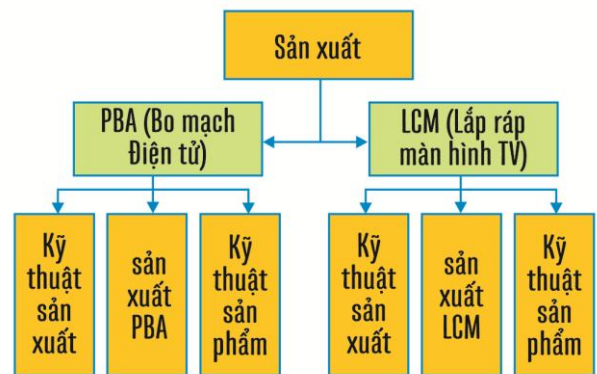 Sản xuất
PBA (Bo mạch
Điện tử)
LCM (Lắp ráp
màn hình TV)
Kỹ
thuật
sản
xuất
sản
xuất
PBA
Kỹ
thuật
sản
phẩm
Kỹ
thuật
sản
xuất
sản
xuất
LCM
Kỹ
thuật
sản
phẩm